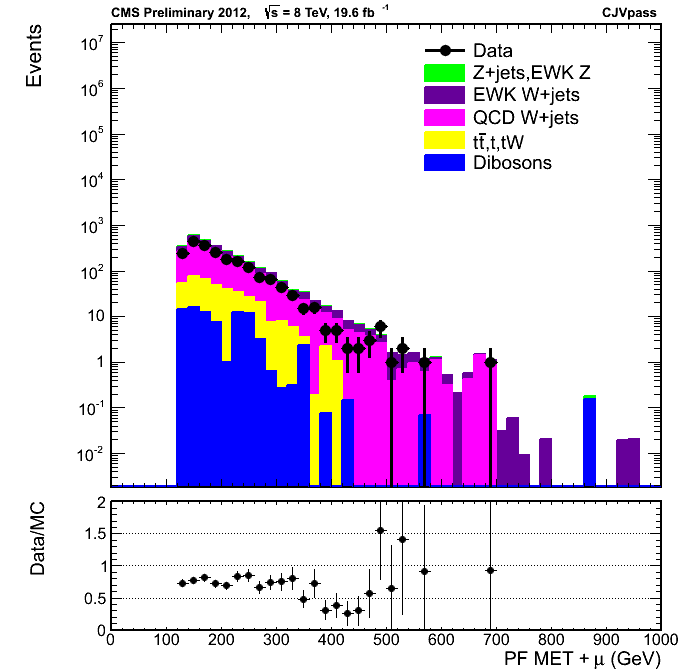 CMS Preliminary 2012, √s = 8 TeV, 19.6 fb⁻¹ CJVpass
Events
10⁷
10⁶
10⁵
10⁴
10³
10²
10
1
10⁻¹
10⁻²
Data
Z+jets,EWK Z
EWK W+jets
QCD W+jets
tt̄,t,tW
Dibosons
Data/MC
2
1.5
1
0.5
0
0 100 200 300 400 500 600 700 800 900 1000
PF MET + μ (GeV)